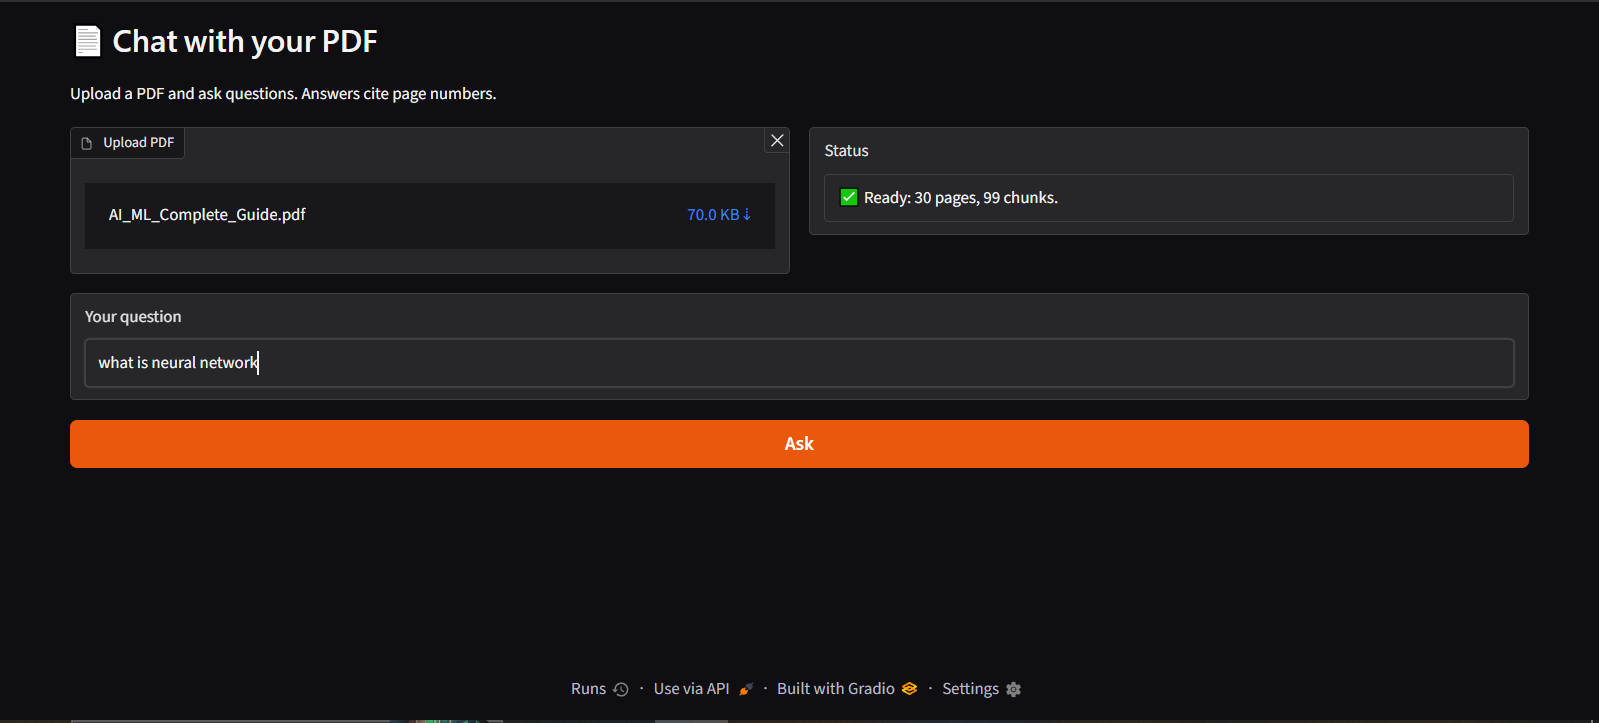 Chat with your PDF
Upload a PDF and ask questions. Answers cite page numbers.
Upload PDF
AI_ML_Complete_Guide.pdf 70.0 KB ↓
Status
✅ Ready: 30 pages, 99 chunks.
Your question
what is neural network
Ask
Runs · Use via API · Built with Gradio · Settings